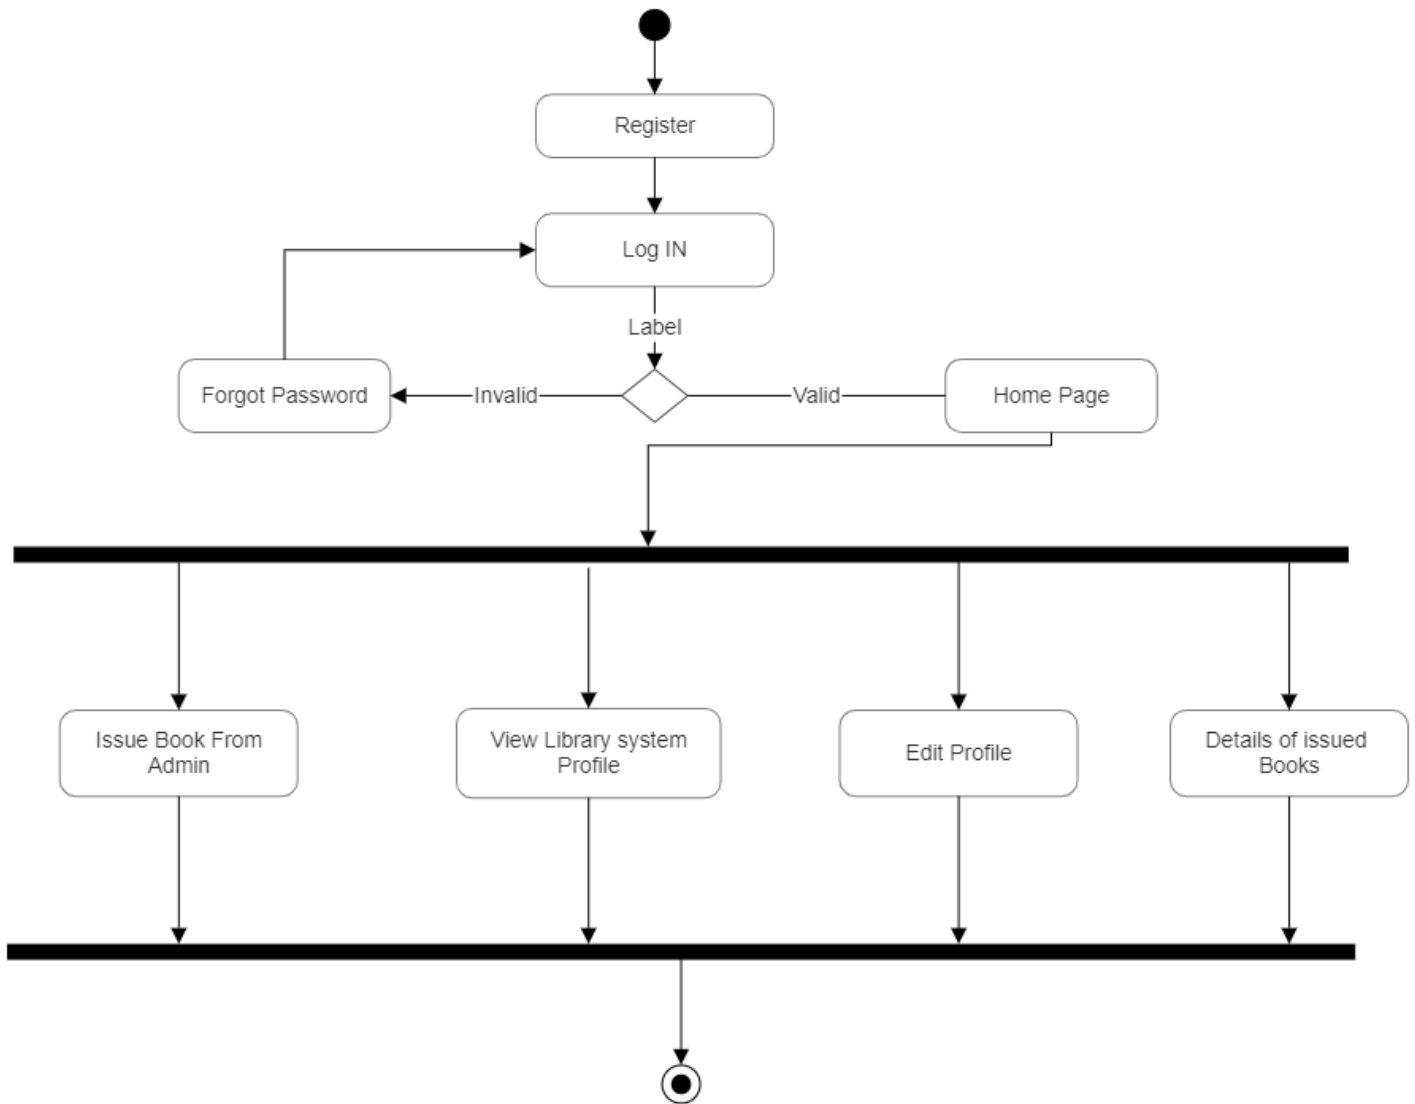 Register
Log IN
Label
Forgot Password
Invalid
Valid
Home Page
Issue Book From
Admin
View Library system
Profile
Edit Profile
Details of issued
Books